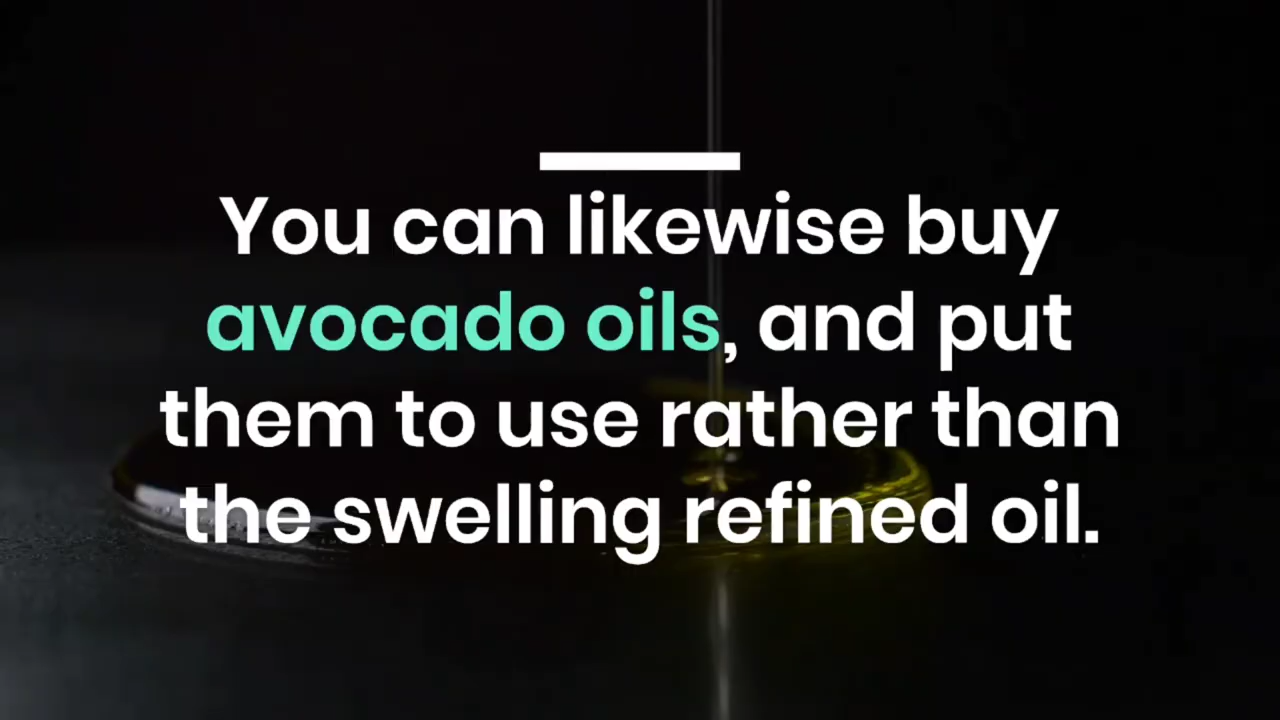 You can likewise buy
avocado oils, and put
them to use rather than
the swelling refined oil.